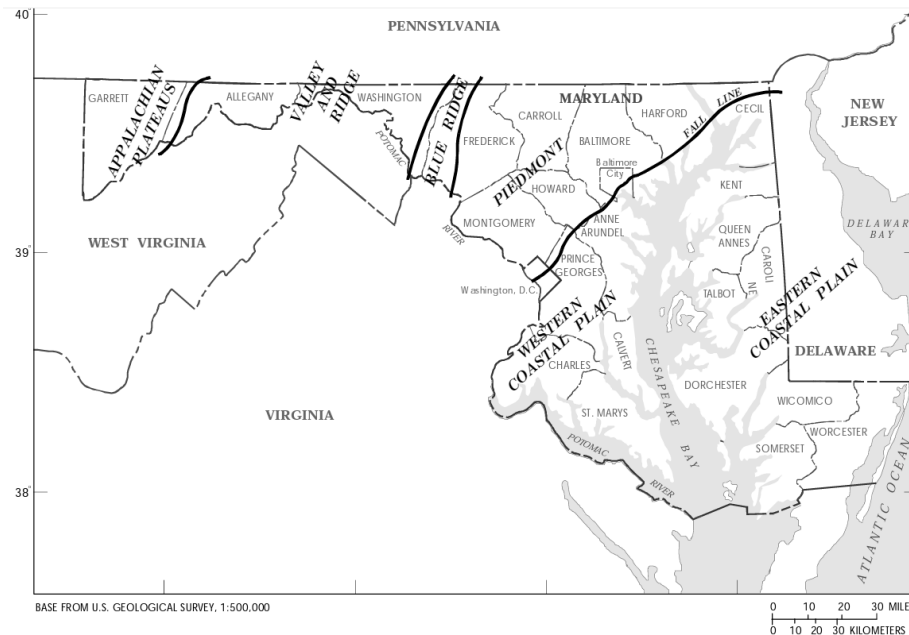 40°
PENNSYLVANIA
GARRETT
APPALACHIAN
PLATEAUS
ALLEGANY
VALLEY
AND
RIDGE
WASHINGTON
POTOMAC
BLUE RIDGE
FREDERICK
CARROLL
MARYLAND
BALTIMORE
HARFORD
FALL LINE
CECIL
NEW
JERSEY
Baltimore
City
PIEDMONT
HOWARD
MONTGOMERY
RIVER
ANNE
ARUNDEL
KENT
QUEEN
ANNES
DELAWARE
BAY
WEST VIRGINIA
39°
PRINCE
GEORGES
Washington, D.C.
TALBOT
CAROLI
NE
EASTERN
COASTAL PLAIN
WESTERN
COASTAL PLAIN
CALVERT
CHARLES
CHESAPEAKE BAY
DELAWARE
DORCHESTER
WICOMICO
VIRGINIA
ST. MARYS
WORCESTER
SOMERSET
POTOMAC
RIVER
38°
ATLANTIC OCEAN
BASE FROM U.S. GEOLOGICAL SURVEY, 1:500,000
0 10 20 30 MILE
0 10 20 30 KILOMETERS